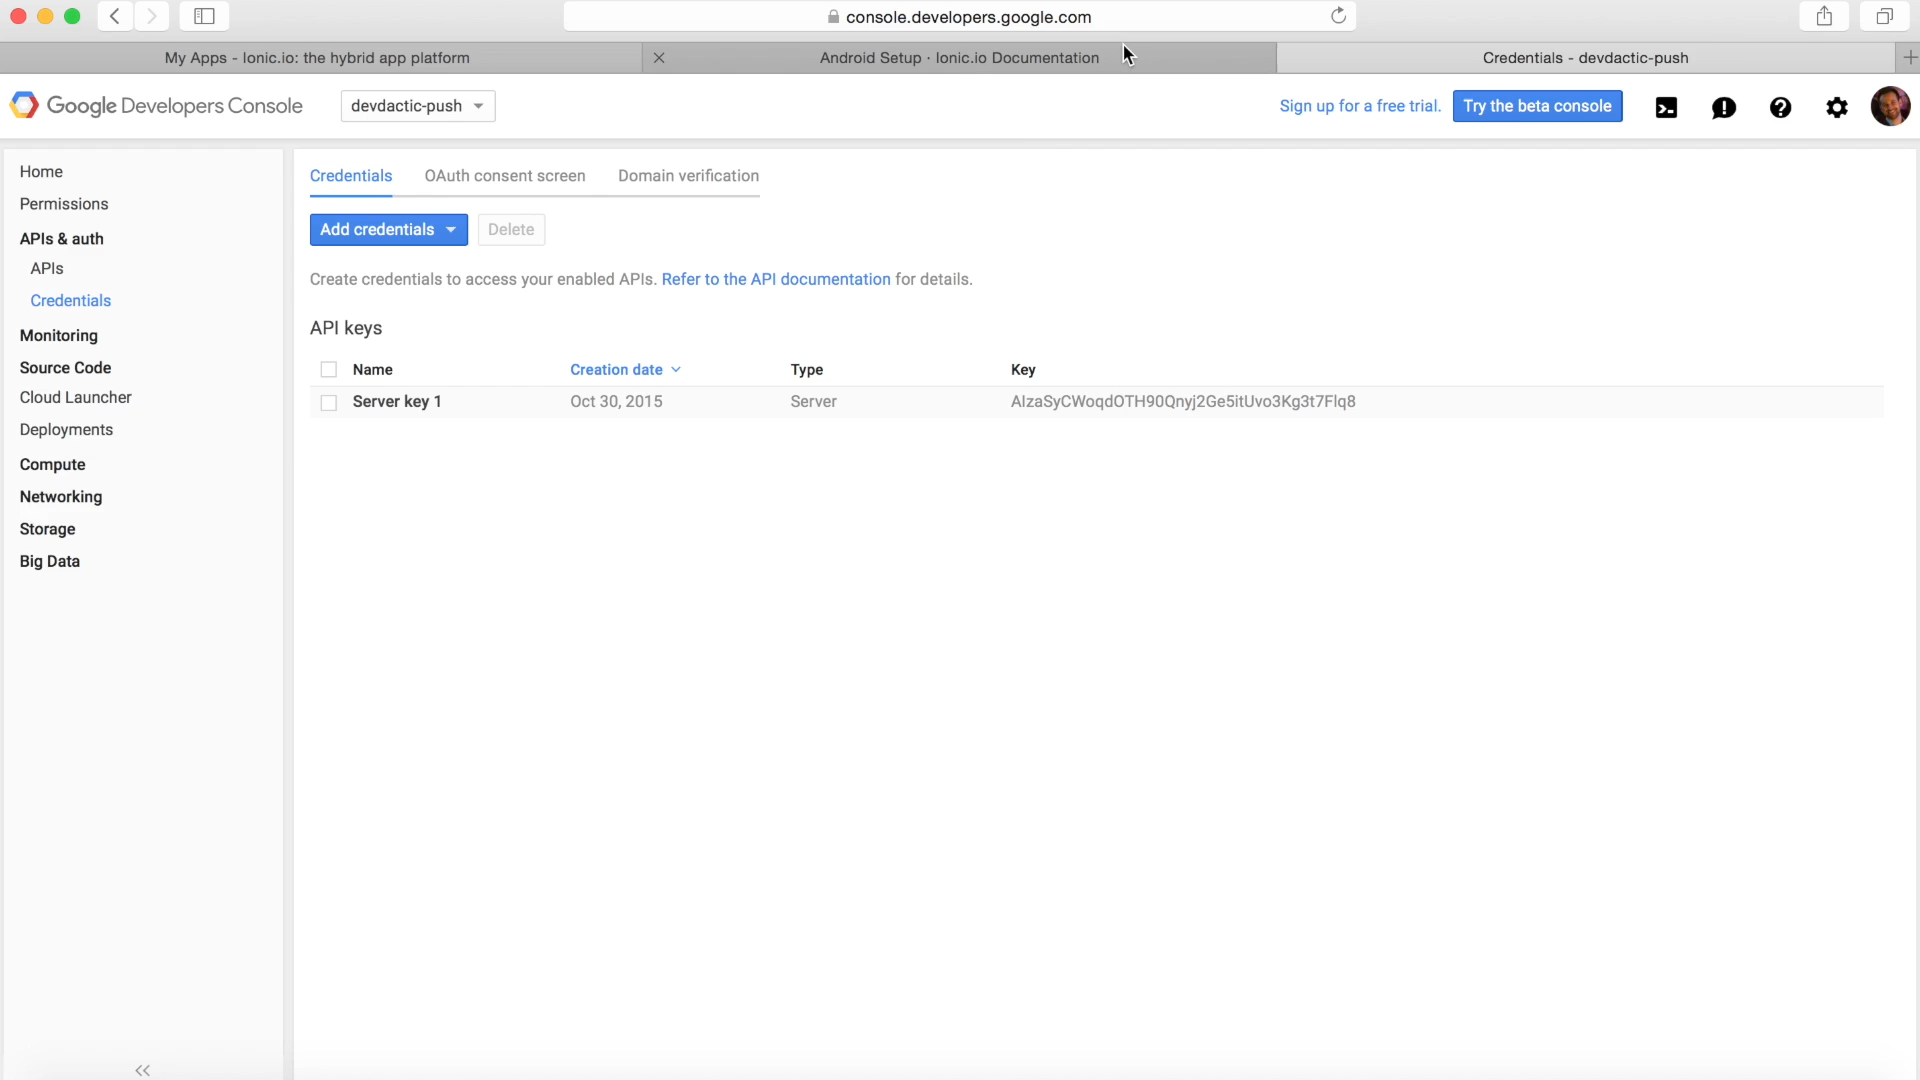 console.developers.google.com
My Apps - Ionic.io: the hybrid app platform
Android Setup · Ionic.io Documentation
Credentials - devdactic-push
Google Developers Console
devdactic-push
Sign up for a free trial.
Try the beta console
Home
Permissions
APIs & auth
APIs
Credentials
Monitoring
Source Code
Cloud Launcher
Deployments
Compute
Networking
Storage
Big Data
Credentials OAuth consent screen Domain verification
Add credentials Delete
Create credentials to access your enabled APIs. Refer to the API documentation for details.
API keys
Name Creation date Type Key
Server key 1 Oct 30, 2015 Server AIzaSyCWoqdOTH90Qnyj2Ge5itUvo3Kg3t7FIq8